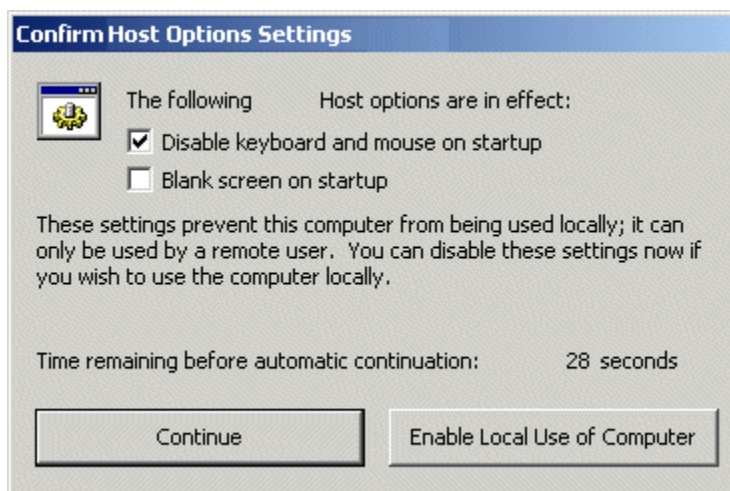 Confirm Host Options Settings
The following Host options are in effect:
Disable keyboard and mouse on startup
Blank screen on startup
These settings prevent this computer from being used locally; it can
only be used by a remote user. You can disable these settings now if
you wish to use the computer locally.
Time remaining before automatic continuation: 28 seconds
Continue
Enable Local Use of Computer